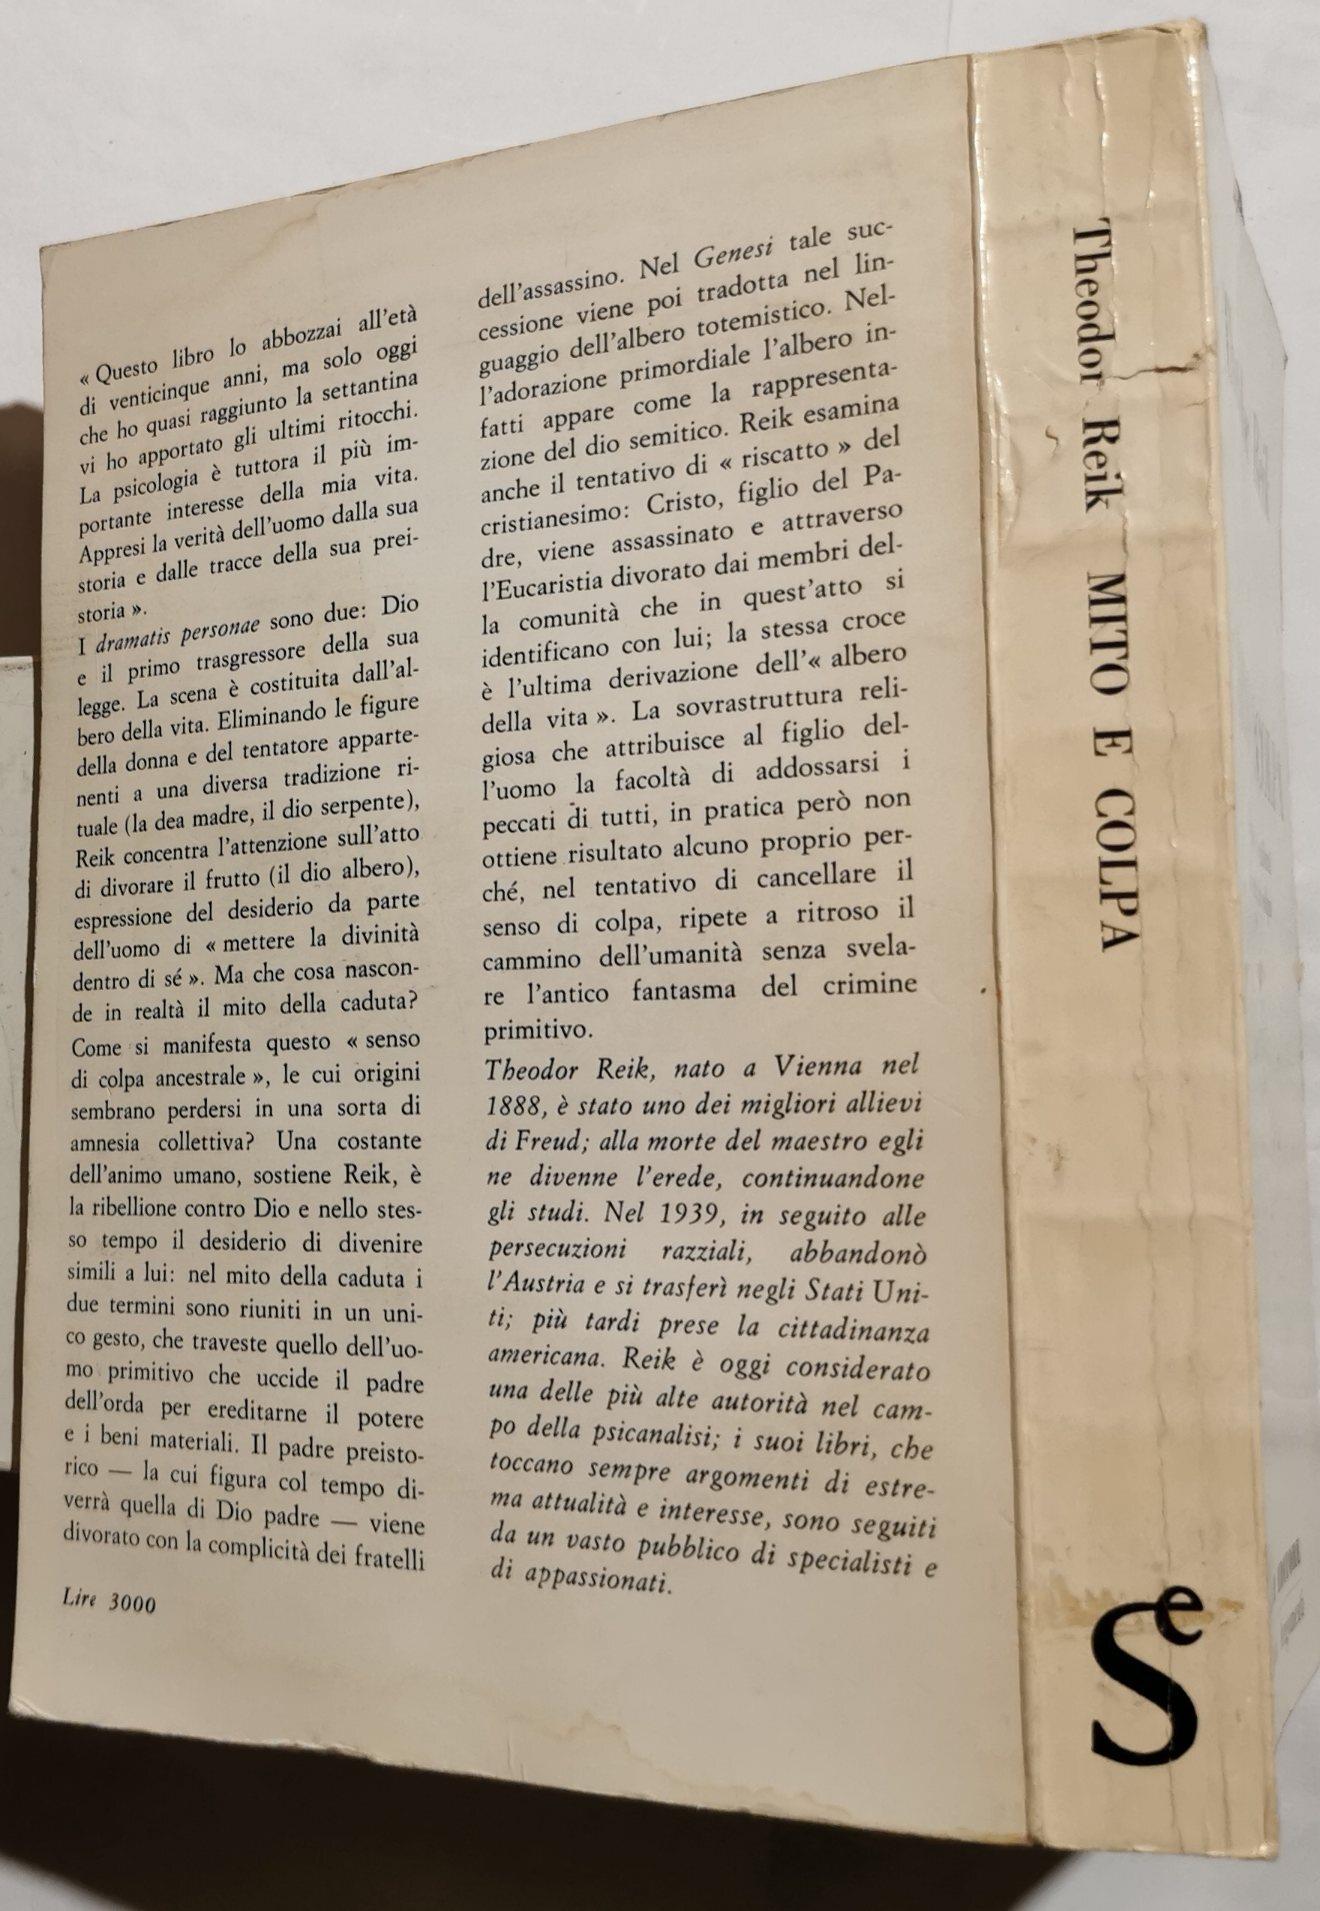 « Questo libro lo abbozzai all'età
di venticinque anni, ma solo oggi
che ho quasi raggiunto la settantina
vi ho apportato gli ultimi ritocchi.
La psicologia è tuttora il più im-
portante interesse della mia vita.
Appresi la verità dell'uomo dalla sua
storia e dalle tracce della sua prei-
storia ».
I dramatis personae sono due: Dio
e il primo trasgressore della sua
legge. La scena è costituita dall'al-
bero della vita. Eliminando le figure
della donna e del tentatore apparte-
nenti a una diversa tradizione ri-
tuale (la dea madre, il dio serpente),
Reik concentra l'attenzione sull'atto
di divorare il frutto (il dio albero),
espressione del desiderio da parte
dell'uomo di « mettere la divinità
dentro di sé ». Ma che cosa nascon-
de in realtà il mito della caduta?
Come si manifesta questo « senso
di colpa ancestrale », le cui origini
sembrano perdersi in una sorta di
amnesia collettiva? Una costante
dell'animo umano, sostiene Reik, è
la ribellione contro Dio e nello stes-
so tempo il desiderio di divenire
simili a lui: nel mito della caduta i
due termini sono riuniti in un uni-
co gesto, che traveste quello dell'uo-
mo primitivo che uccide il padre
dell'orda per ereditarne il potere
e i beni materiali. Il padre preisto-
rico — la cui figura col tempo di-
verrà quella di Dio padre — viene
divorato con la complicità dei fratelli
Lire 3000
dell'assassino. Nel Genesi tale suc-
cessione viene poi tradotta nel lin-
guaggio dell'albero totemistico. Nel-
l'adorazione primordiale l'albero in-
fatti appare come la rappresenta-
zione del dio semitico. Reik esamina
anche il tentativo di « riscatto » del
cristianesimo: Cristo, figlio del Pa-
dre, viene assassinato e attraverso
l'Eucaristia divorato dai membri del-
la comunità che in quest'atto si
identificano con lui; la stessa croce
è l'ultima derivazione dell'« albero
della vita ». La sovrastruttura reli-
giosa che attribuisce al figlio del-
l'uomo la facoltà di addossarsi i
peccati di tutti, in pratica però non
ottiene risultato alcuno proprio per-
ché, nel tentativo di cancellare il
senso di colpa, ripete a ritroso il
cammino dell'umanità senza svela-
re l'antico fantasma del crimine
primitivo.
Theodor Reik, nato a Vienna nel
1888, è stato uno dei migliori allievi
di Freud; alla morte del maestro egli
ne divenne l'erede, continuandone
gli studi. Nel 1939, in seguito alle
persecuzioni razziali, abbandonò
l'Austria e si trasferì negli Stati Uni-
ti; più tardi prese la cittadinanza
americana. Reik è oggi considerato
una delle più alte autorità nel cam-
po della psicanalisi; i suoi libri, che
toccano sempre argomenti di estre-
ma attualità e interesse, sono seguiti
da un vasto pubblico di specialisti e
di appassionati.
Theodor Reik MITO E COLPA
Se